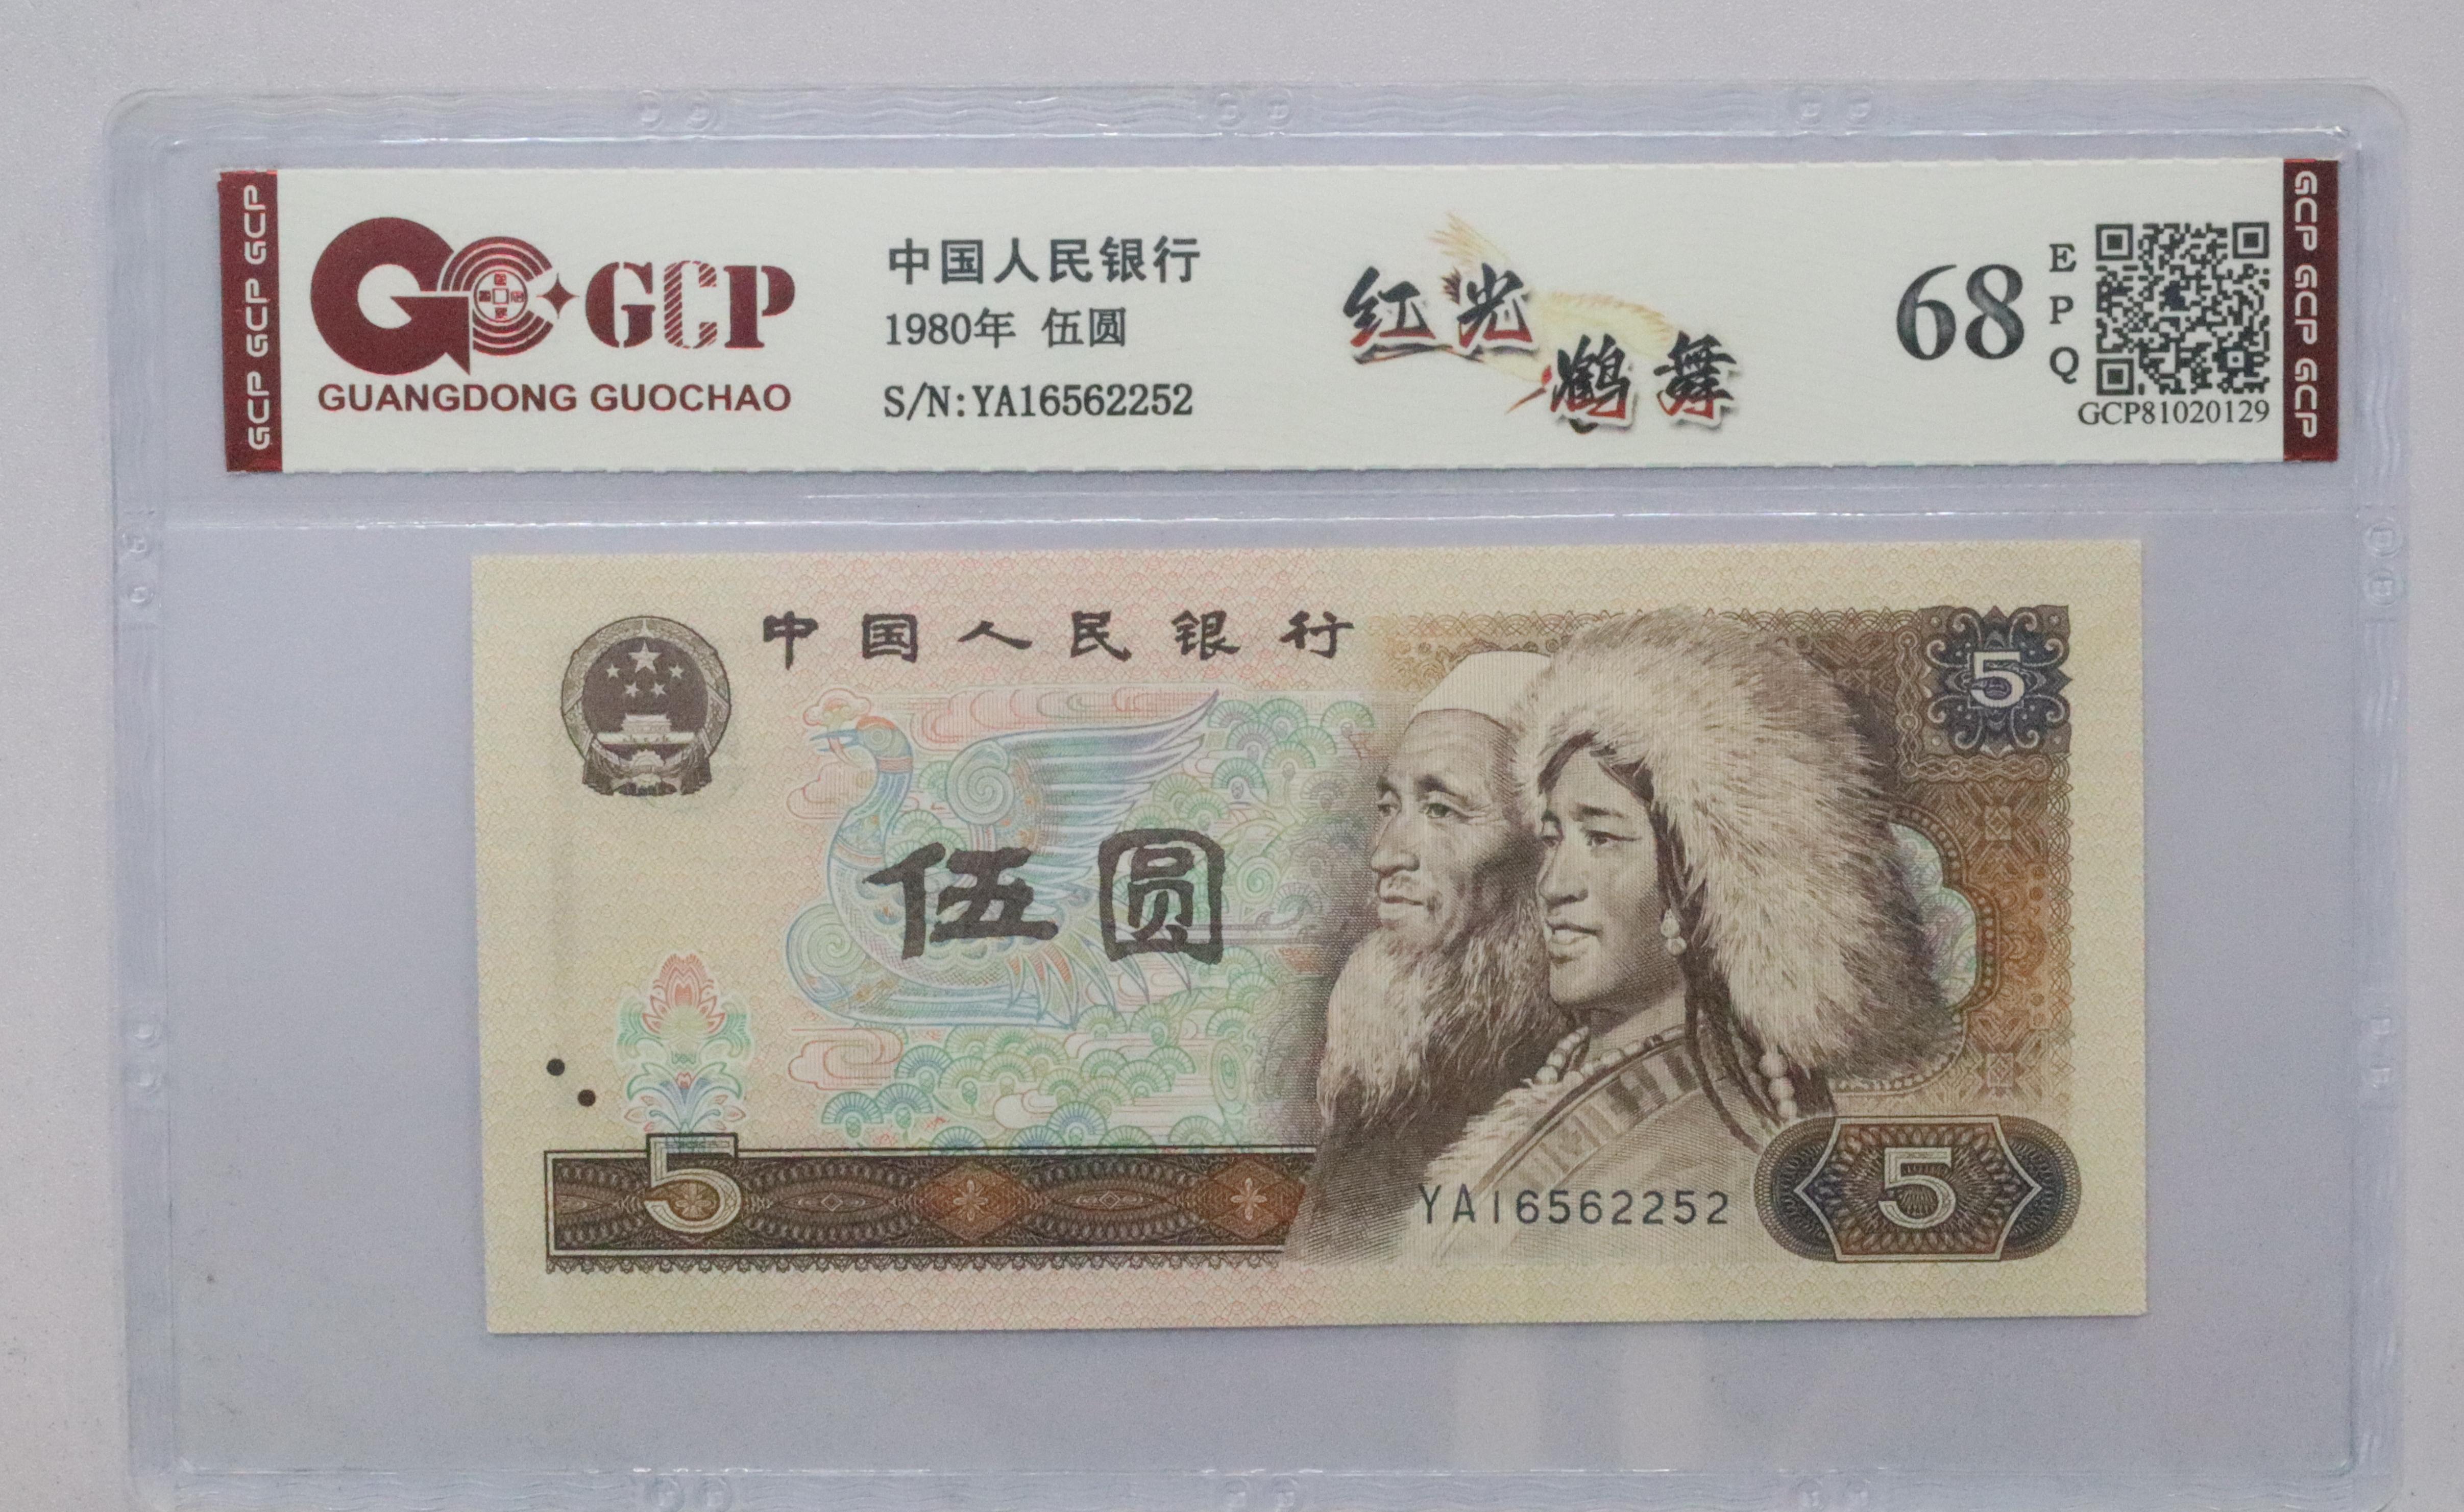 GCP GCP GCP
GCP
GUANGDONG GUOCHAO
中国人民银行
1980年 伍圆
S/N:YA16562252
红光
鹤舞
68
EPQ
GCP81020129
GCP GCP GCP
中国人民银行
5
伍圆
5
YA16562252
5